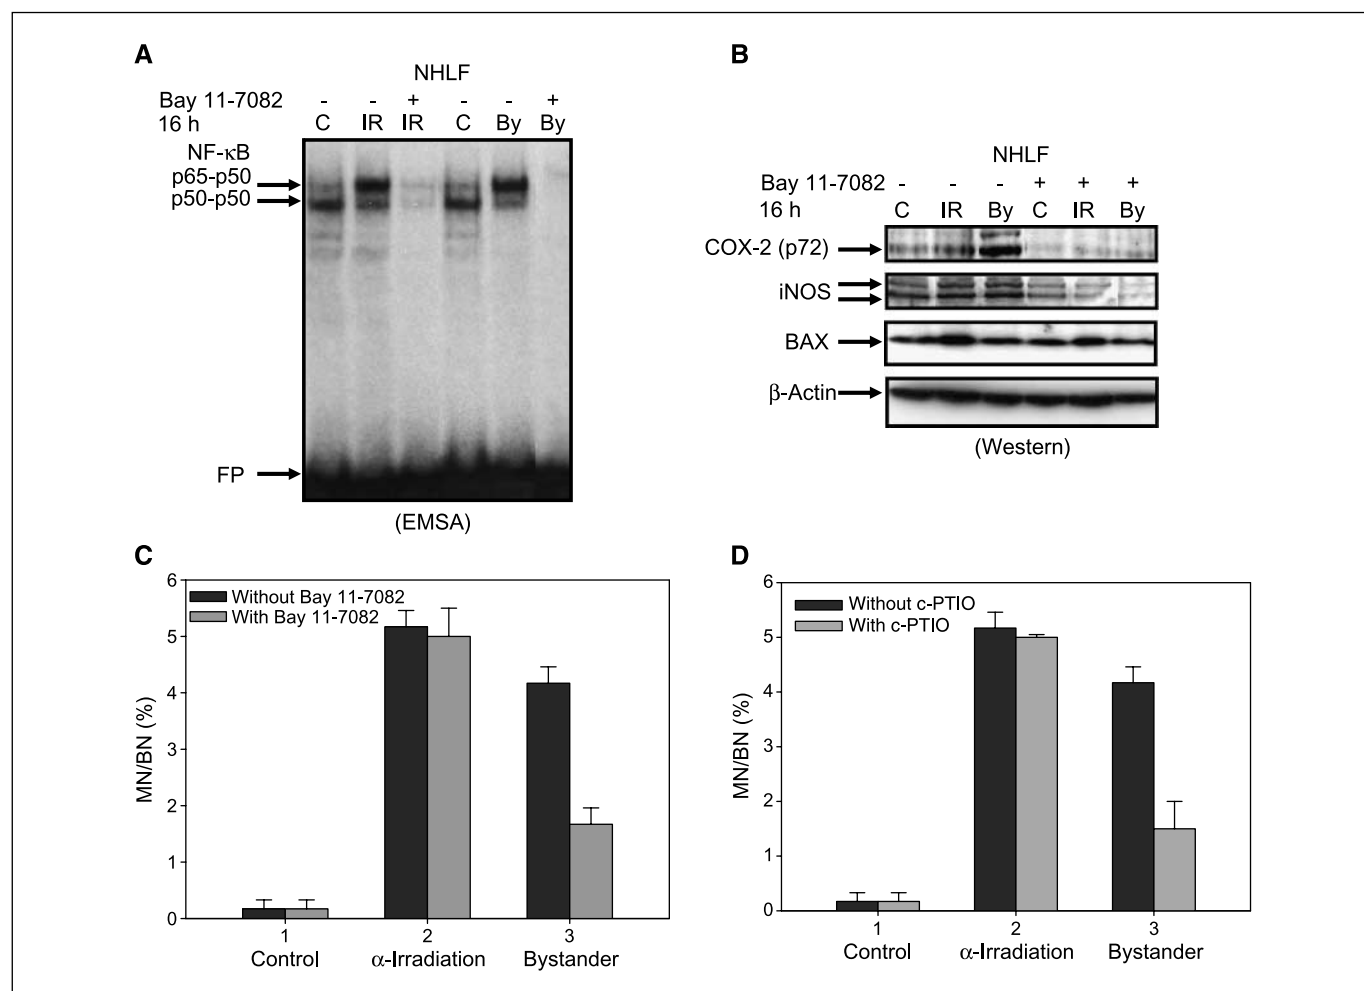 A
NHLF
Bay 11-7082 - - + - - +
16 h C IR IR C By By
NF-κB
p65-p50
p50-p50
FP
(EMSA)
B
NHLF
Bay 11-7082 - - - + + +
16 h C IR By C IR By
COX-2 (p72)
iNOS
BAX
β-Actin
(Western)
C
6
5
4
3
2
1
0
MN/BN (%)
Without Bay 11-7082
With Bay 11-7082
1 2 3
Control α-Irradiation Bystander
D
6
5
4
3
2
1
0
MN/BN (%)
Without c-PTIO
With c-PTIO
1 2 3
Control α-Irradiation Bystander